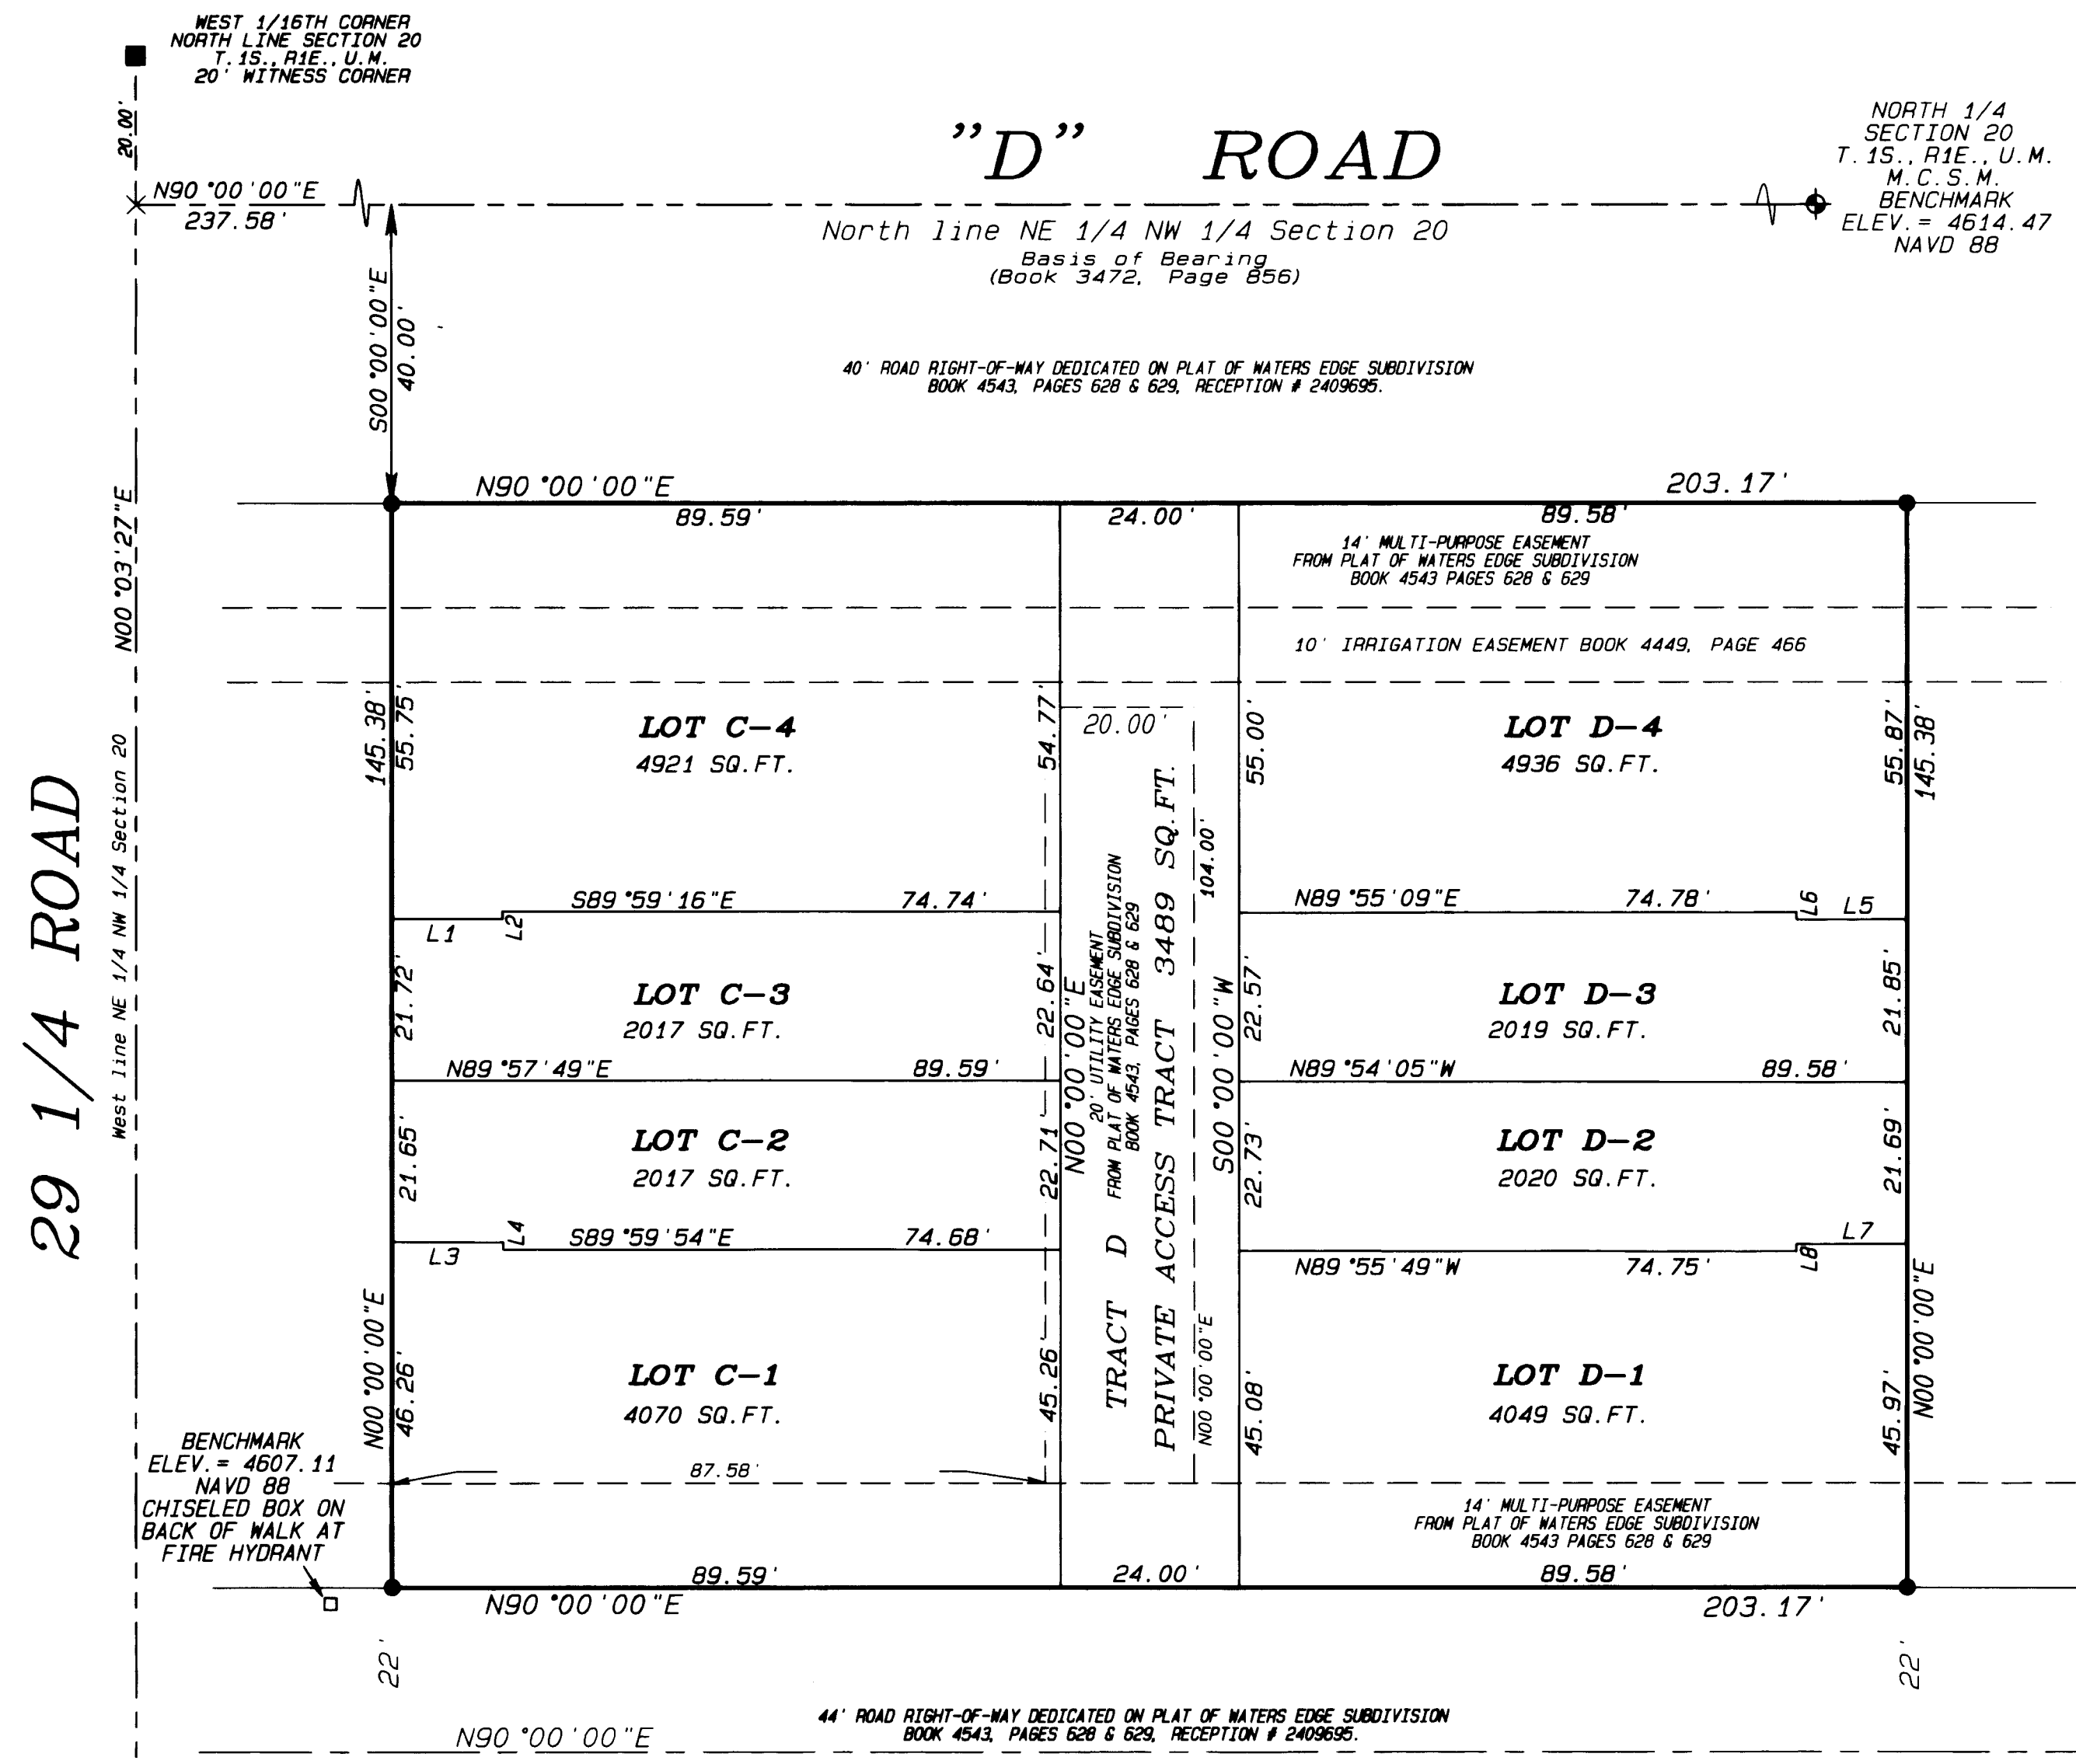 WEST 1/16TH CORNER
NORTH LINE SECTION 20
T.1S., R1E., U.M.
20' WITNESS CORNER
20.00'
N90°00'00"E
237.58'
"D" ROAD
North line NE 1/4 NW 1/4 Section 20
Basis of Bearing
(Book 3472, Page 856)
NORTH 1/4
SECTION 20
T.1S., R1E., U.M.
M.C.S.M.
BENCHMARK
ELEV.= 4614.47
NAVD 88
S00°00'00"E
40.00'
40' ROAD RIGHT-OF-WAY DEDICATED ON PLAT OF WATERS EDGE SUBDIVISION
BOOK 4543, PAGES 628 & 629, RECEPTION # 2409695.
N90°00'00"E
203.17'
89.59'
24.00'
89.58'
14' MULTI-PURPOSE EASEMENT
FROM PLAT OF WATERS EDGE SUBDIVISION
BOOK 4543 PAGES 628 & 629
10' IRRIGATION EASEMENT BOOK 4449, PAGE 466
N00°03'27"E
West line NE 1/4 NW 1/4 Section 20
29 1/4 ROAD
145.38'
55.75'
LOT C-4
4921 SQ.FT.
54.77'
20.00'
55.00'
LOT D-4
4936 SQ.FT.
55.87'
145.38'
104.00'
S89°59'16"E
74.74'
L1
L2
N89°55'09"E
74.78'
L6
L5
21.72'
LOT C-3
2017 SQ.FT.
22.64'
22.57'
LOT D-3
2019 SQ.FT.
21.85'
N89°57'49"E
89.59'
N89°54'05"W
89.58'
N00°00'00"E
20' UTILITY EASEMENT
FROM PLAT OF WATERS EDGE SUBDIVISION
BOOK 4543, PAGES 628 & 629
TRACT D
PRIVATE ACCESS TRACT 3489 SQ.FT.
S00°00'00"W
21.65'
LOT C-2
2017 SQ.FT.
22.71'
22.73'
LOT D-2
2020 SQ.FT.
21.69'
L3
L4
S89°59'54"E
74.68'
N89°55'49"W
74.75'
L8
L7
N00°00'00"E
46.26'
LOT C-1
4070 SQ.FT.
45.26'
N00°00'00"E
45.08'
LOT D-1
4049 SQ.FT.
45.97'
N00°00'00"E
87.58'
BENCHMARK
ELEV.= 4607.11
NAVD 88
CHISELED BOX ON
BACK OF WALK AT
FIRE HYDRANT
14' MULTI-PURPOSE EASEMENT
FROM PLAT OF WATERS EDGE SUBDIVISION
BOOK 4543 PAGES 628 & 629
89.59'
24.00'
89.58'
N90°00'00"E
203.17'
22'
22'
44' ROAD RIGHT-OF-WAY DEDICATED ON PLAT OF WATERS EDGE SUBDIVISION
BOOK 4543, PAGES 628 & 629, RECEPTION # 2409695.
N90°00'00"E